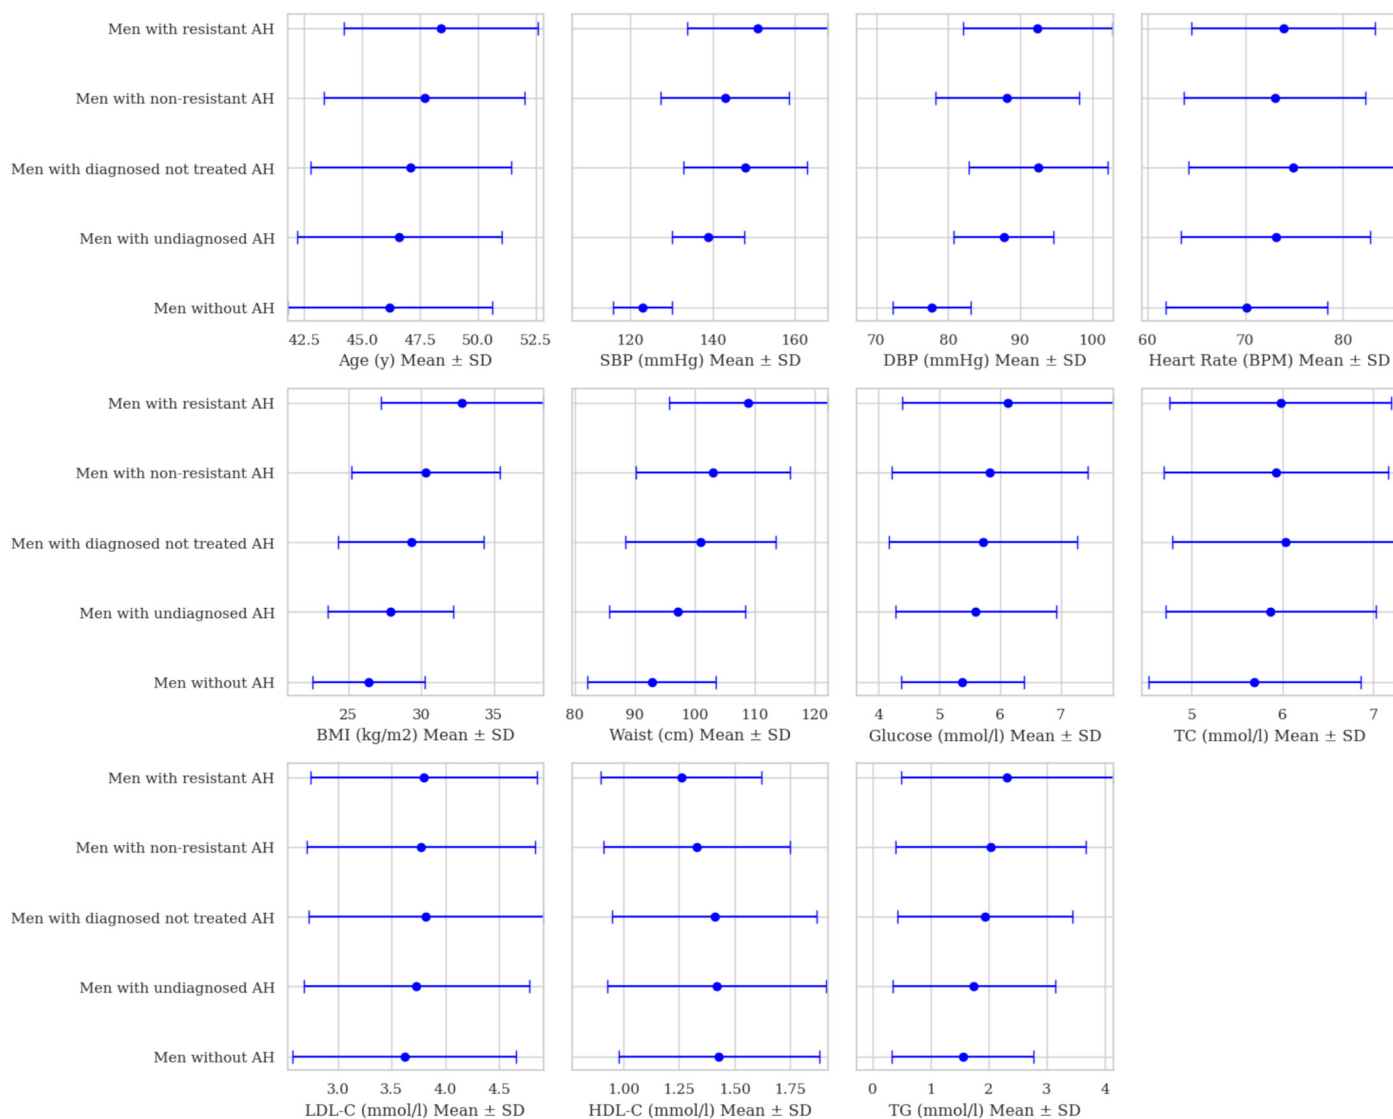 Men with resistant AH
Men with non-resistant AH
Men with diagnosed not treated AH
Men with undiagnosed AH
Men without AH
42.5 45.0 47.5 50.0 52.5
Age (y) Mean ± SD
120 140 160
SBP (mmHg) Mean ± SD
70 80 90 100
DBP (mmHg) Mean ± SD
60 70 80
Heart Rate (BPM) Mean ± SD
Men with resistant AH
Men with non-resistant AH
Men with diagnosed not treated AH
Men with undiagnosed AH
Men without AH
25 30 35
BMI (kg/m2) Mean ± SD
80 90 100 110 120
Waist (cm) Mean ± SD
4 5 6 7
Glucose (mmol/l) Mean ± SD
5 6 7
TC (mmol/l) Mean ± SD
Men with resistant AH
Men with non-resistant AH
Men with diagnosed not treated AH
Men with undiagnosed AH
Men without AH
3.0 3.5 4.0 4.5
LDL-C (mmol/l) Mean ± SD
1.00 1.25 1.50 1.75
HDL-C (mmol/l) Mean ± SD
0 1 2 3 4
TG (mmol/l) Mean ± SD